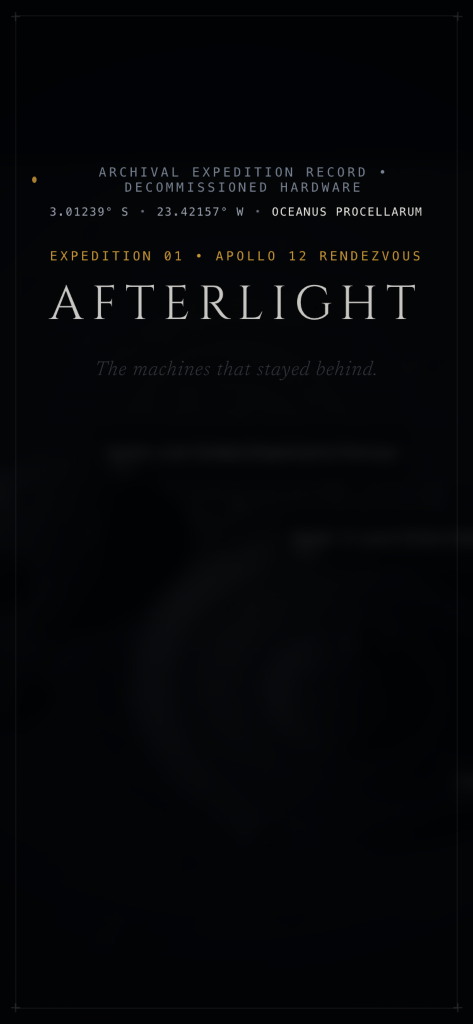 ARCHIVAL EXPEDITION RECORD •
DECOMMISSIONED HARDWARE
3.01239° S • 23.42157° W • OCEANUS PROCELLARUM
EXPEDITION 01 • APOLLO 12 RENDEZVOUS
AFTERLIGHT
The machines that stayed behind.